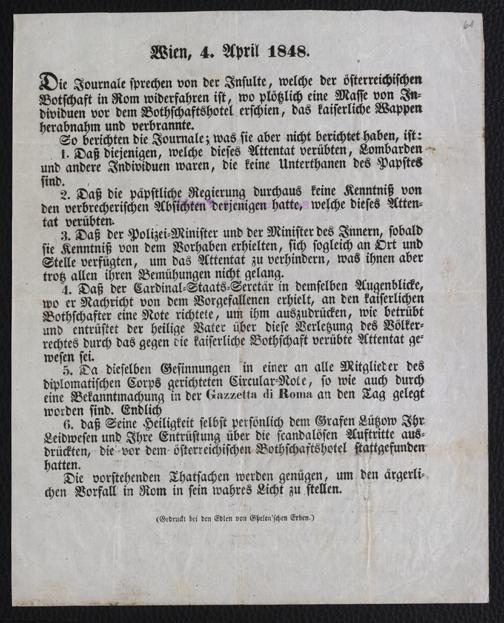 61
Wien, 4. April 1848.
Die Journale sprechen von der Insulte, welche der österreichischen
Botschaft in Rom widerfahren ist, wo plötzlich eine Masse von In-
dividuen vor dem Bothschaftshotel erschien, das kaiserliche Wappen
herabnahm und verbrannte.
So berichten die Journale; was sie aber nicht berichtet haben, ist:
1. Daß diejenigen, welche dieses Attentat verübten, Lombarden
und andere Individuen waren, die keine Unterthanen des Papstes
sind.
2. Daß die päpstliche Regierung durchaus keine Kenntniß von
den verbrecherischen Absichten derjenigen hatte, welche dieses Atten-
tat verübten.
3. Daß der Polizei-Minister und der Minister des Innern, sobald
sie Kenntniß von dem Vorhaben erhielten, sich sogleich an Ort und
Stelle verfügten, um das Attentat zu verhindern, was ihnen aber
trotz allen ihren Bemühungen nicht gelang.
4. Daß der Cardinal-Staats-Seretär in demselben Augenblicke,
wo er Nachricht von dem Vorgefallenen erhielt, an den kaiserlichen
Bothschafter eine Note richtete, um ihm auszudrücken, wie betrübt
und entrüstet der heilige Vater über diese Verletzung des Völker-
rechtes durch das gegen die kaiserliche Bothschaft verübte Attentat ge-
wesen sei.
5. Da dieselben Gesinnungen in einer an alle Mitglieder des
diplomatischen Corps gerichteten Circular-Note, so wie auch durch
eine Bekanntmachung in der Gazzetta di Roma an den Tag gelegt
worden sind. Endlich
6. daß Seine Heiligkeit selbst persönlich dem Grafen Lützow Ihr
Leidwesen und Ihre Entrüstung über die scandalösen Auftritte aus-
drückten, die vor dem österreichischen Bothschaftshotel stattgefunden
hatten.
Die vorstehenden Thatsachen werden genügen, um den ärgerli-
chen Vorfall in Rom in sein wahres Licht zu stellen.
(Gedruckt bei den Edlen von Ghelen'schen Erben.)